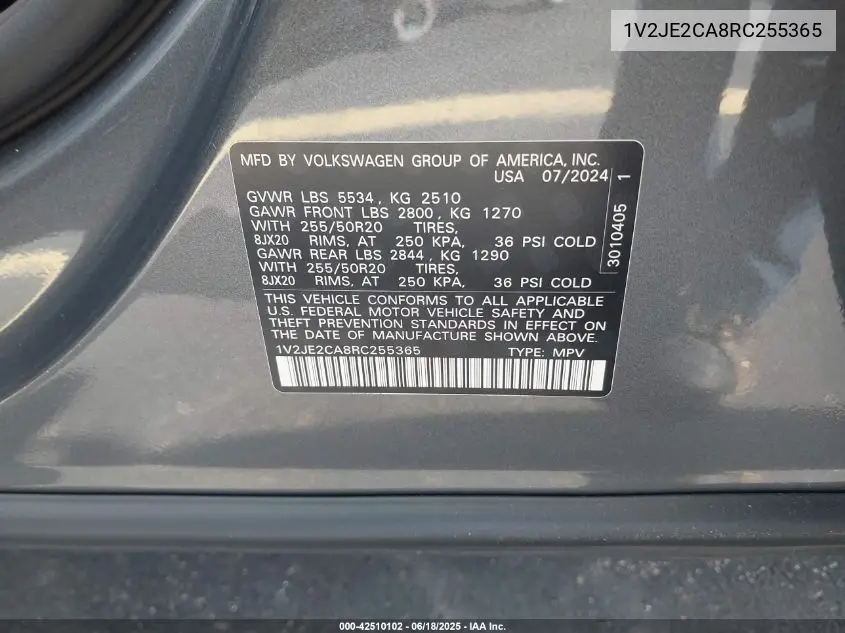 1V2JE2CA8RC255365
MFD BY VOLKSWAGEN GROUP OF AMERICA, INC.
USA 07/2024
GVWR LBS 5534, KG 2510
GAWR FRONT LBS 2800, KG 1270
WITH 255/50R20 TIRES,
8JX20 RIMS, AT 250 KPA, 36 PSI COLD
GAWR REAR LBS 2844, KG 1290
WITH 255/50R20 TIRES,
8JX20 RIMS, AT 250 KPA, 36 PSI COLD
3010405 1
THIS VEHICLE CONFORMS TO ALL APPLICABLE
U.S. FEDERAL MOTOR VEHICLE SAFETY AND
THEFT PREVENTION STANDARDS IN EFFECT ON
THE DATE OF MANUFACTURE SHOWN ABOVE.
1V2JE2CA8RC255365 TYPE: MPV
000-42510102 - 06/18/2025 - IAA Inc.